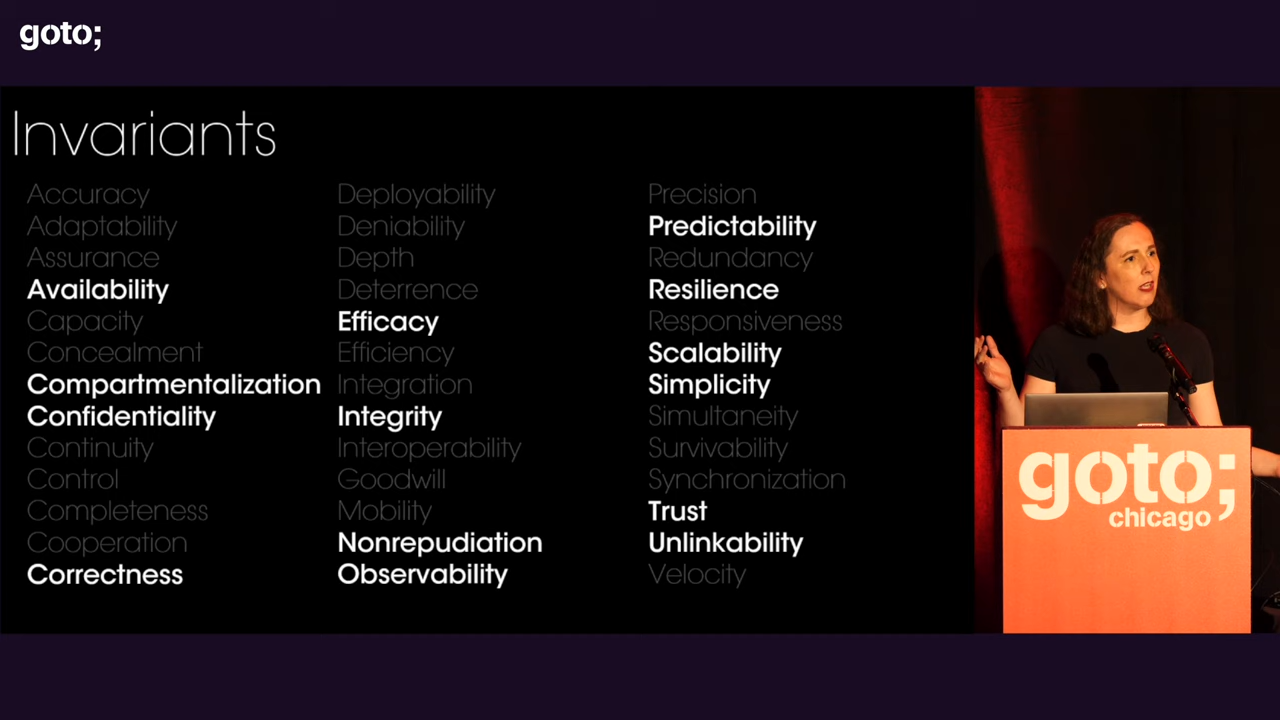 goto;
Invariants
Accuracy
Adaptability
Assurance
Availability
Capacity
Concealment
Compartmentalization
Confidentiality
Continuity
Control
Completeness
Cooperation
Correctness
Deployability
Deniability
Depth
Deterrence
Efficacy
Efficiency
Integration
Integrity
Interoperability
Goodwill
Mobility
Nonrepudiation
Observability
Precision
Predictability
Redundancy
Resilience
Responsiveness
Scalability
Simplicity
Simultaneity
Survivability
Synchronization
Trust
Unlinkability
Velocity
goto;
chicago